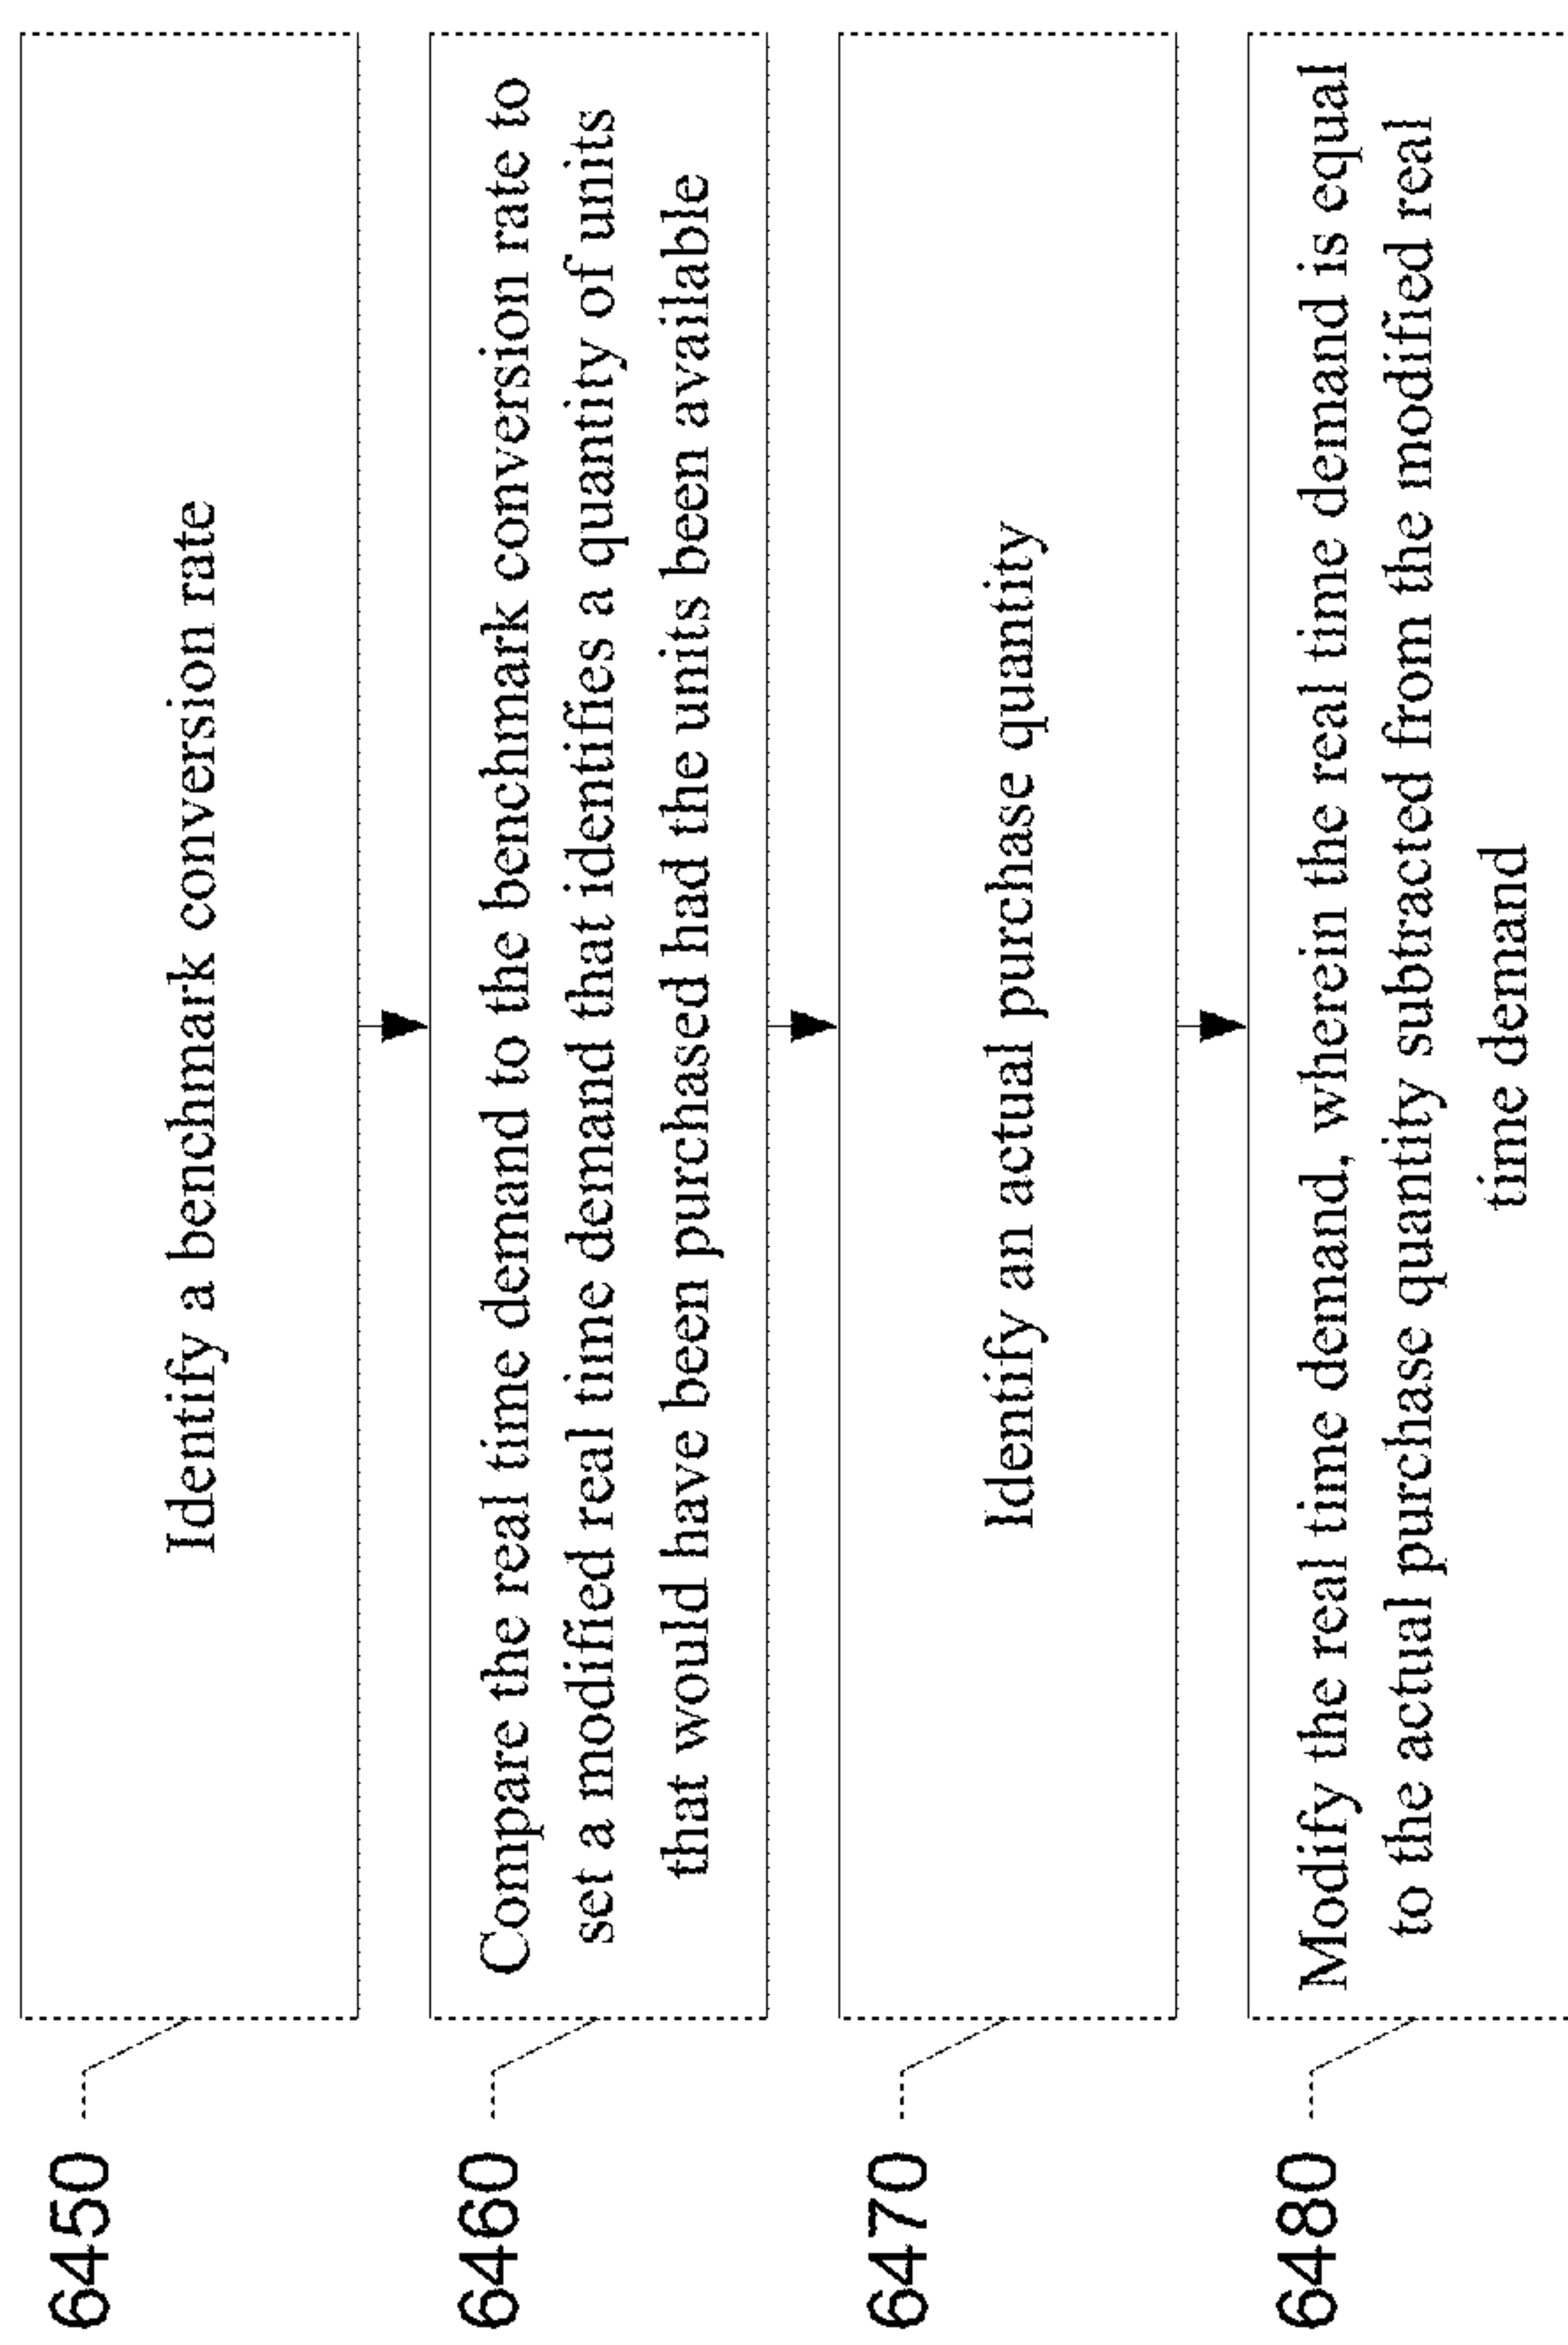 6450
Identify a benchmark conversion rate
6460
Compare the real time demand to the benchmark conversion rate to
set a modified real time demand that identifies a quantity of units
that would have been purchased had the units been available
6470
Identify an actual purchase quantity
6480
Modify the real time demand, wherein the real time demand is equal
to the actual purchase quantity subtracted from the modified real
time demand